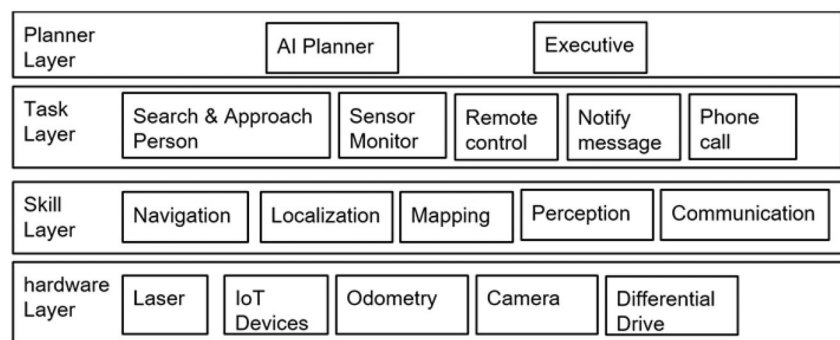 Planner
Layer
AI Planner
Executive
Task
Layer
Search & Approach
Person
Sensor
Monitor
Remote
control
Notify
message
Phone
call
Skill
Layer
Navigation
Localization
Mapping
Perception
Communication
hardware
Layer
Laser
IoT
Devices
Odometry
Camera
Differential
Drive